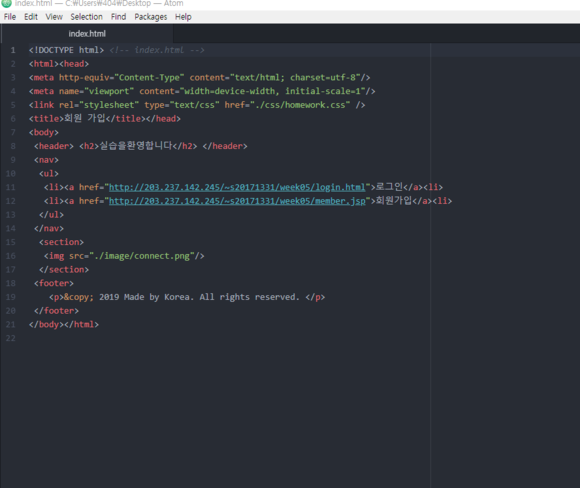 index.html — C:₩Users₩404₩Desktop — Atom
File Edit View Selection Find Packages Help
index.html
1 <!DOCTYPE html> <!-- index.html -->
2 <html><head>
3 <meta http-equiv="Content-Type" content="text/html; charset=utf-8"/>
4 <meta name="viewport" content="width=device-width, initial-scale=1"/>
5 <link rel="stylesheet" type="text/css" href="./css/homework.css" />
6 <title>회원 가입</title></head>
7 <body>
8 <header> <h2>실습을환영합니다</h2> </header>
9 <nav>
10 <ul>
11 <li><a href="http://203.237.142.245/~s20171331/week05/login.html">로그인</a><li>
12 <li><a href="http://203.237.142.245/~s20171331/week05/member.jsp">회원가입</a><li>
13 </ul>
14 </nav>
15 <section>
16 <img src="./image/connect.png"/>
17 </section>
18 <footer>
19 <p>&copy; 2019 Made by Korea. All rights reserved. </p>
20 </footer>
21 </body></html>
22